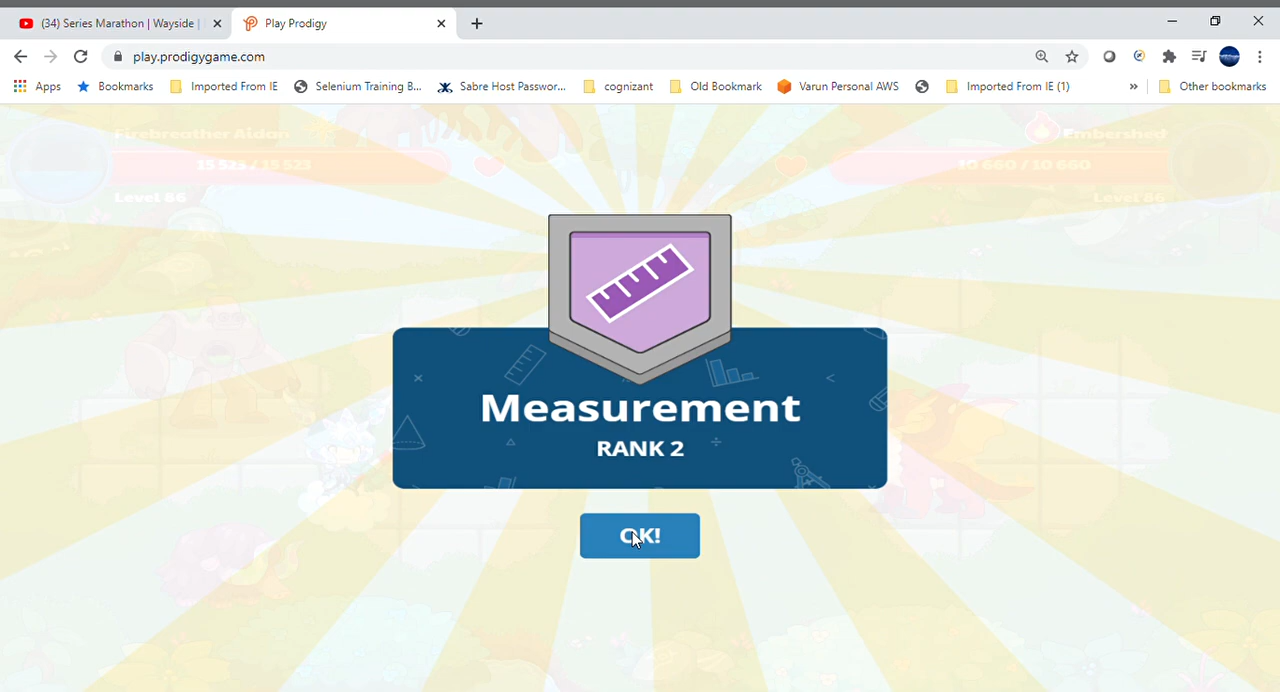 (34) Series Marathon | Wayside |
Play Prodigy
play.prodigygame.com
Apps Bookmarks Imported From IE Selenium Training B... Sabre Host Passwor... cognizant Old Bookmark Varun Personal AWS Imported From IE (1) » Other bookmarks
Firebreather Aidan Embershed
15 523 / 15 523 10 660 / 10 660
Level 86 Level 86
Measurement
RANK 2
OK!